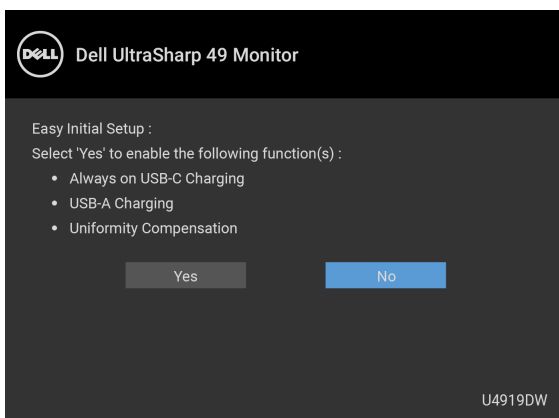 DELL
Dell UltraSharp 49 Monitor
Easy Initial Setup :
Select 'Yes' to enable the following function(s) :
• Always on USB-C Charging
• USB-A Charging
• Uniformity Compensation
Yes No
U4919DW